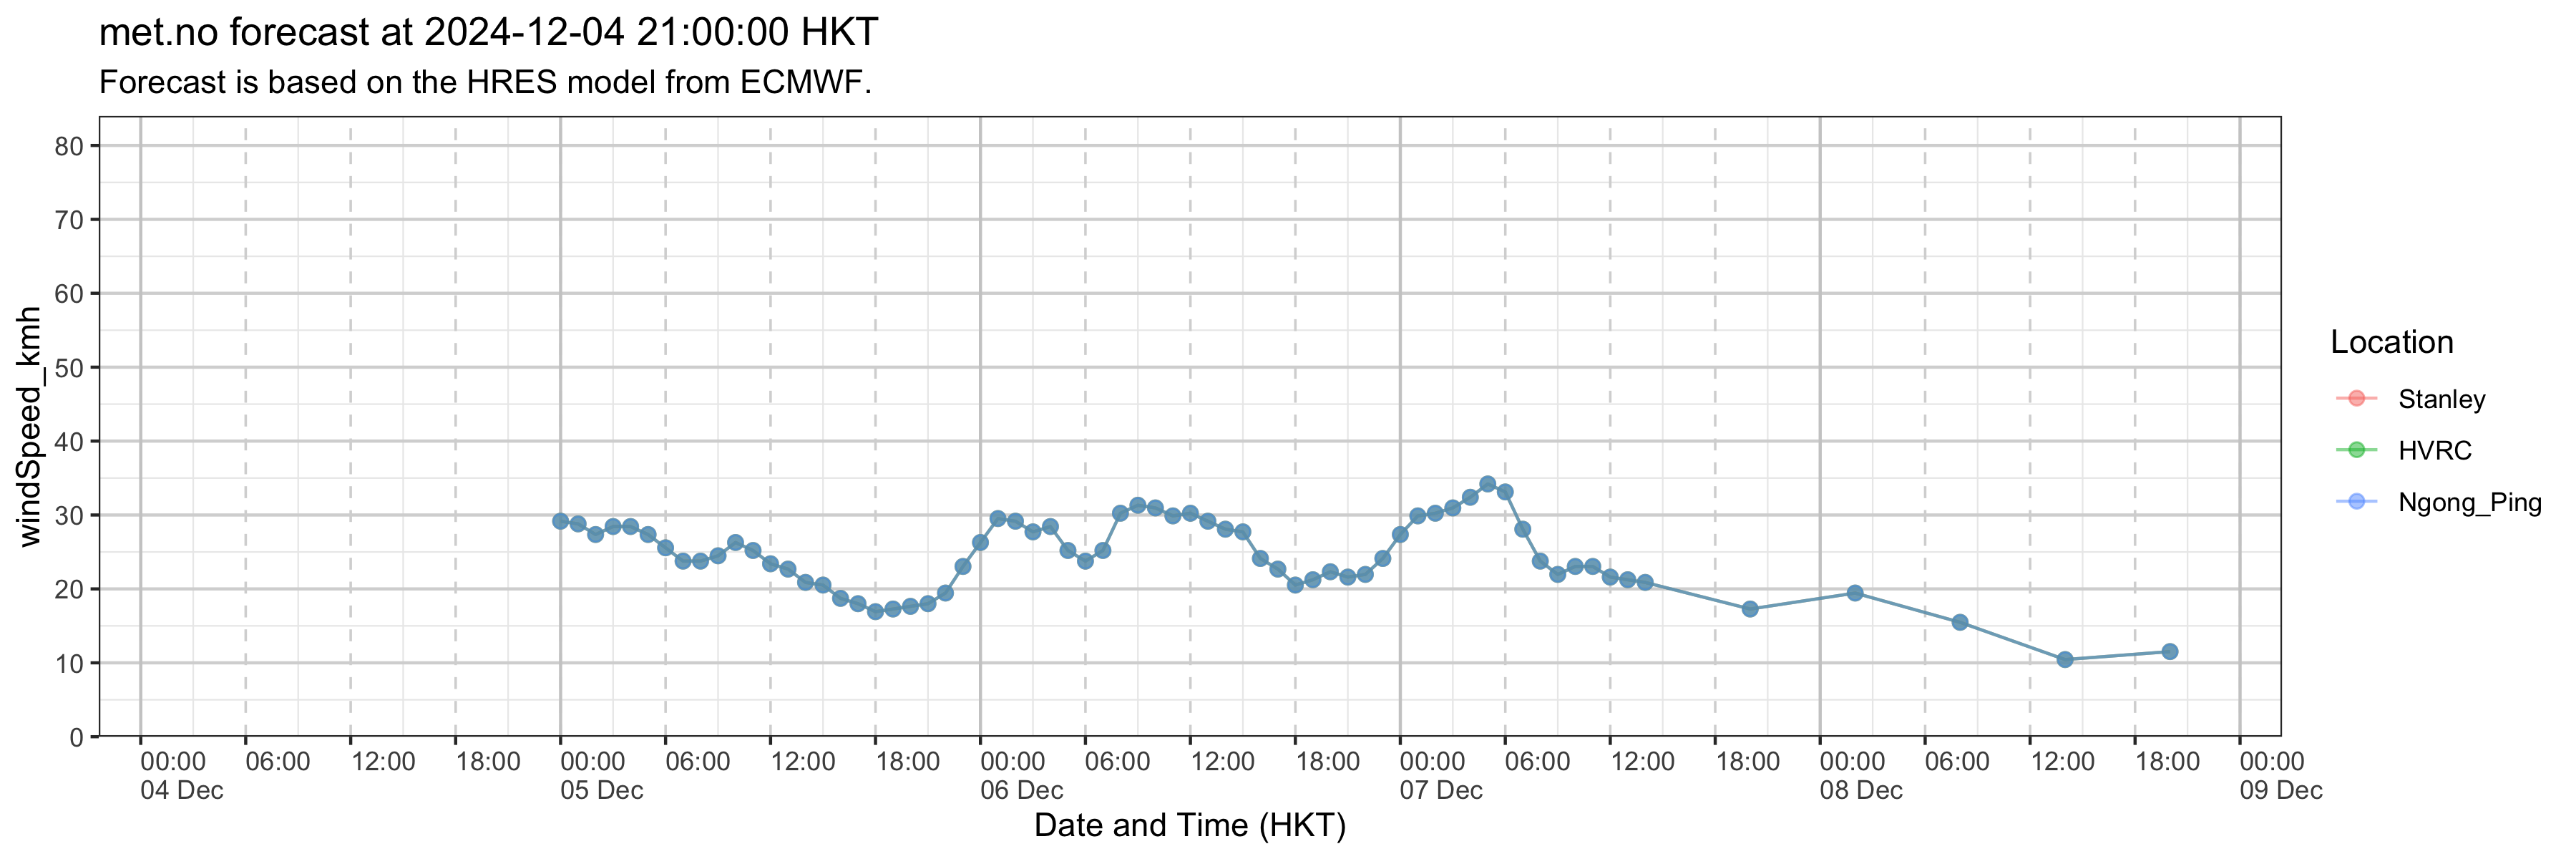 met.no forecast at 2024-12-04 21:00:00 HKT
Forecast is based on the HRES model from ECMWF.
windSpeed_kmh
80
70
60
50
40
30
20
10
0
00:00 06:00 12:00 18:00 00:00 06:00 12:00 18:00 00:00 06:00 12:00 18:00 00:00 06:00 12:00 18:00 00:00 06:00 12:00 18:00 00:00
04 Dec 05 Dec 06 Dec 07 Dec 08 Dec 09 Dec
Date and Time (HKT)
Location
Stanley
HVRC
Ngong_Ping